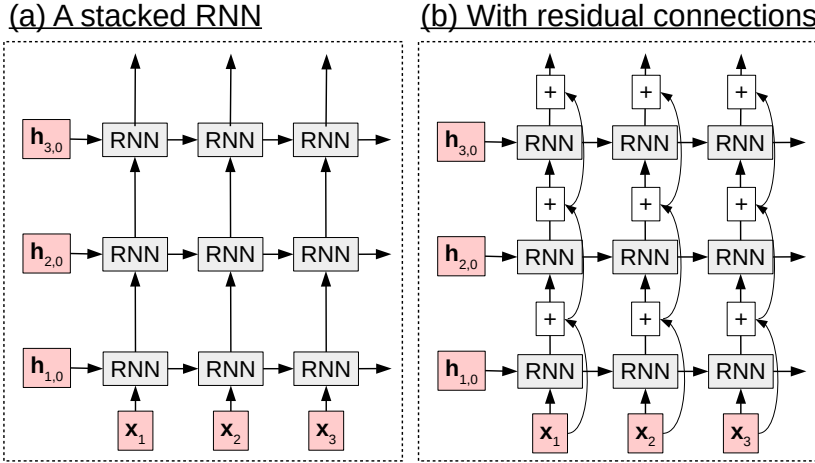 (a) A stacked RNN
h3,0 RNN RNN RNN
h2,0 RNN RNN RNN
h1,0 RNN RNN RNN
x1 x2 x3
(b) With residual connections
+ + +
h3,0 RNN RNN RNN
+ + +
h2,0 RNN RNN RNN
+ + +
h1,0 RNN RNN RNN
x1 x2 x3